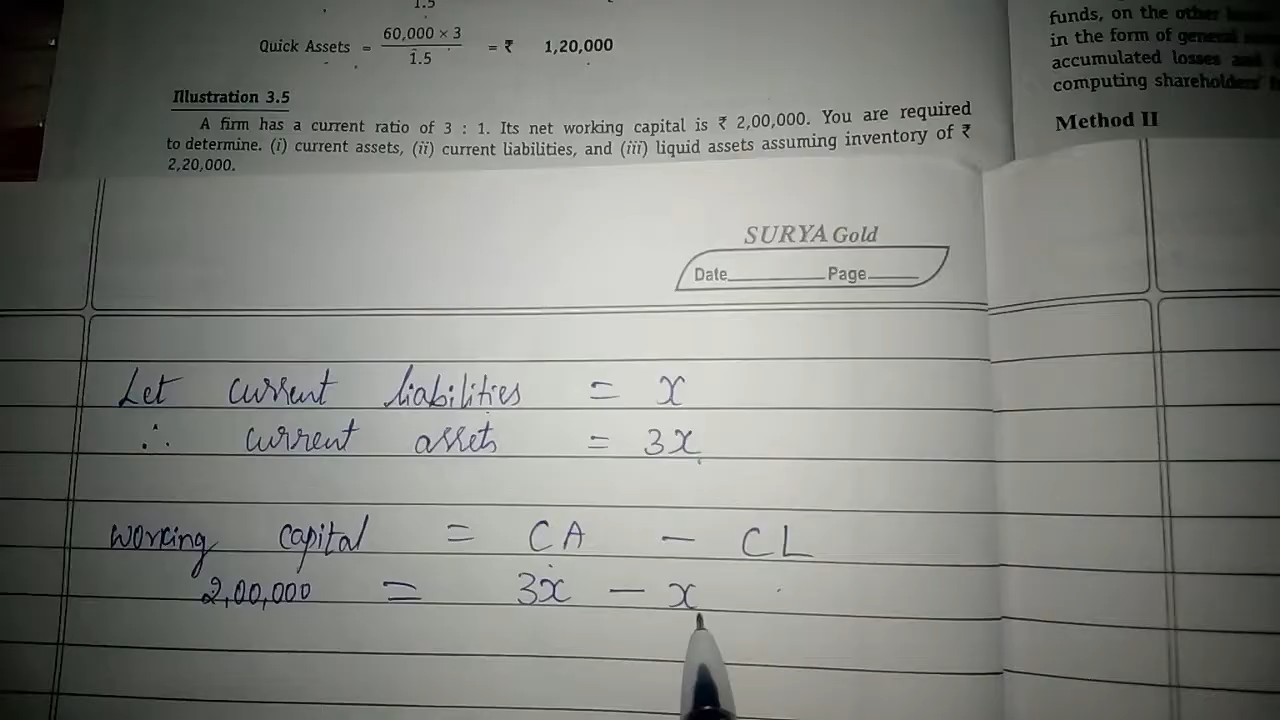 1.5
Quick Assets = 60,000 × 3 / 1.5 = ₹ 1,20,000
Illustration 3.5
A firm has a current ratio of 3 : 1. Its net working capital is ₹ 2,00,000. You are required
to determine. (i) current assets, (ii) current liabilities, and (iii) liquid assets assuming inventory of ₹
2,20,000.
funds, on the other
in the form of general
accumulated losses and
computing shareholders'
Method II
SURYA Gold
Date Page
Let current liabilities = x
∴ current assets = 3x
working capital = CA - CL
2,00,000 = 3x - x